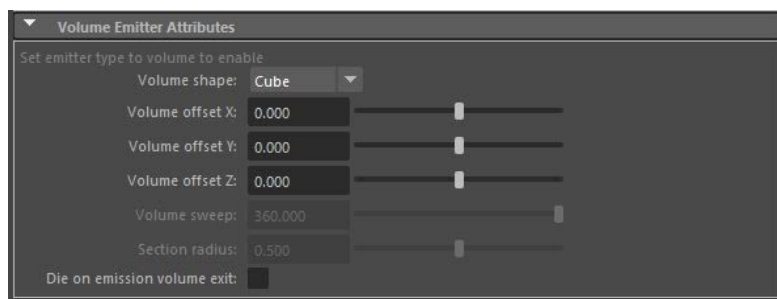 Volume Emitter Attributes
Set emitter type to volume to enable
Volume shape: Cube
Volume offset X: 0.000
Volume offset Y: 0.000
Volume offset Z: 0.000
Volume sweep: 360.000
Section radius: 0.500
Die on emission volume exit: